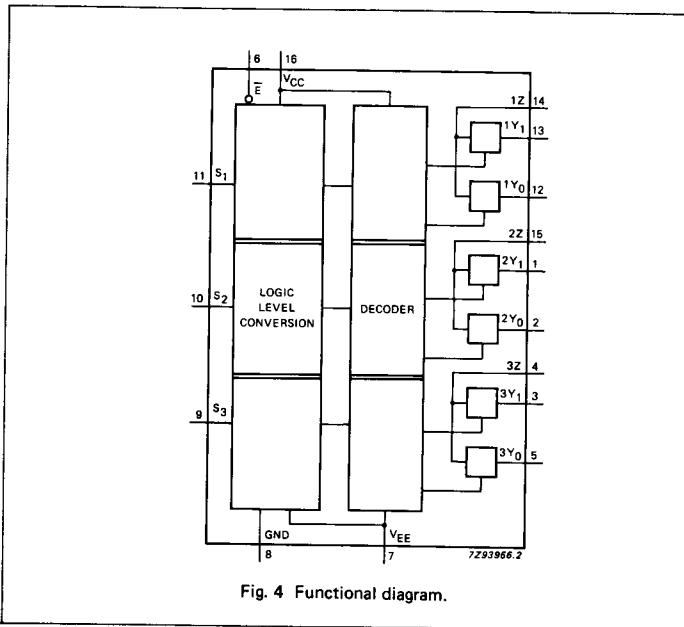 6 16
E̅ VCC
1Z 14
1Y1 13
11 S1
1Y0 12
2Z 15
2Y1 1
10 S2
LOGIC
LEVEL
CONVERSION
DECODER
2Y0 2
3Z 4
3Y1 3
9 S3
3Y0 5
GND VEE
8 7
7Z93966.2
Fig. 4 Functional diagram.